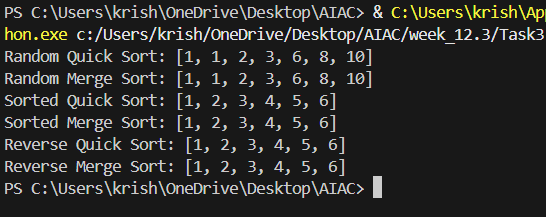 PS C:\Users\krish\OneDrive\Desktop\AIAC> & C:\Users\krish\Ap
hon.exe c:/Users/krish/OneDrive/Desktop/AIAC/week_12.3/Task3
Random Quick Sort: [1, 1, 2, 3, 6, 8, 10]
Random Merge Sort: [1, 1, 2, 3, 6, 8, 10]
Sorted Quick Sort: [1, 2, 3, 4, 5, 6]
Sorted Merge Sort: [1, 2, 3, 4, 5, 6]
Reverse Quick Sort: [1, 2, 3, 4, 5, 6]
Reverse Merge Sort: [1, 2, 3, 4, 5, 6]
PS C:\Users\krish\OneDrive\Desktop\AIAC>